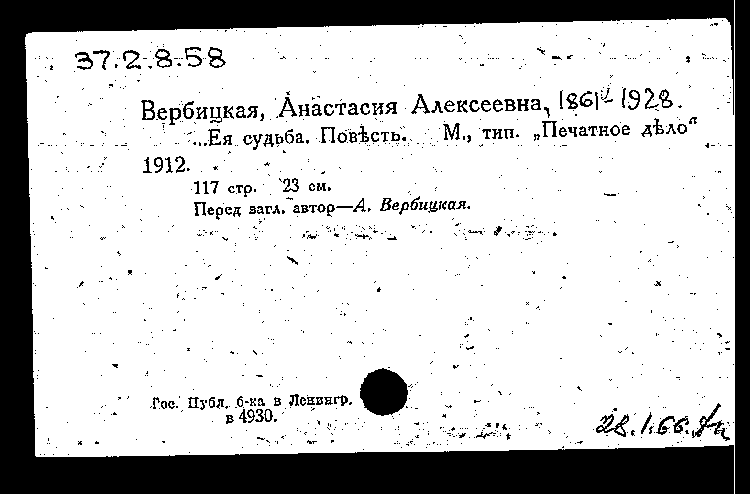 37.2.8.58
Вербицкая, Анастасия Алексеевна, 1861-1928.
...Ея судьба. Повѣсть. М., тип. „Печатное дѣло“
1912.
117 стр. 23 см.
Перед загл. автор—А. Вербицкая.
Гос. Публ. б-ка в Ленингр.
в 4930.
28.1.66.